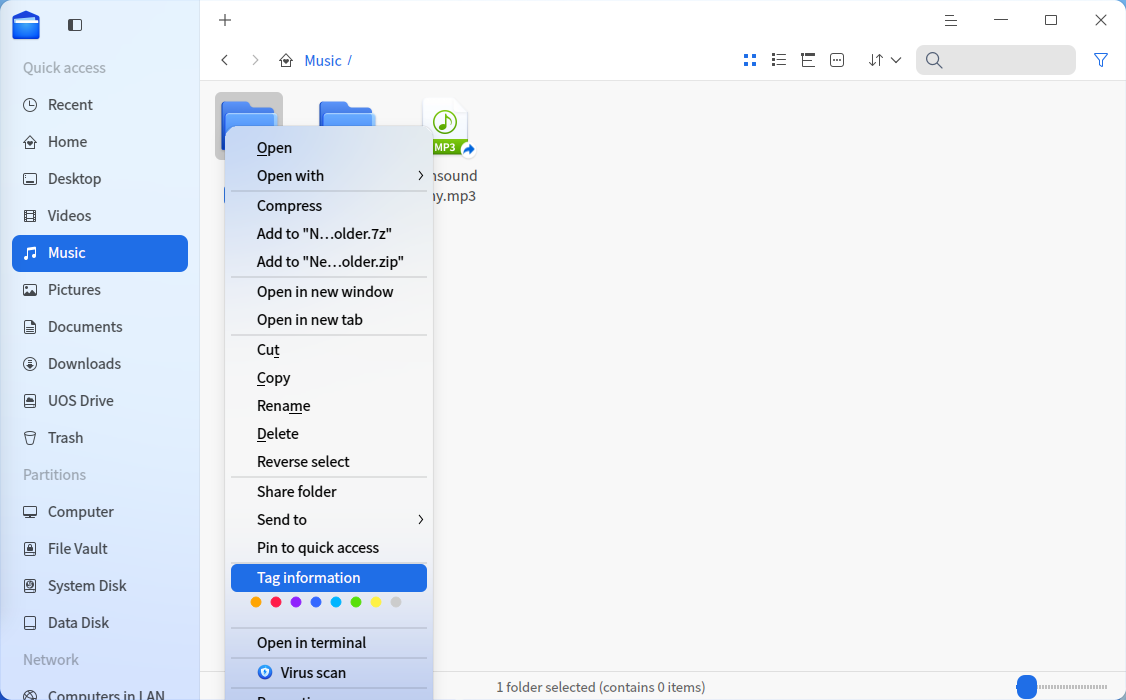 Quick access
Recent
Home
Desktop
Videos
Music
Pictures
Documents
Downloads
UOS Drive
Trash
Partitions
Computer
File Vault
System Disk
Data Disk
Network
Computers in LAN
Music /
MP3
nsound
y.mp3
Open
Open with
Compress
Add to "N…older.7z"
Add to "Ne…older.zip"
Open in new window
Open in new tab
Cut
Copy
Rename
Delete
Reverse select
Share folder
Send to
Pin to quick access
Tag information
Open in terminal
Virus scan
1 folder selected (contains 0 items)